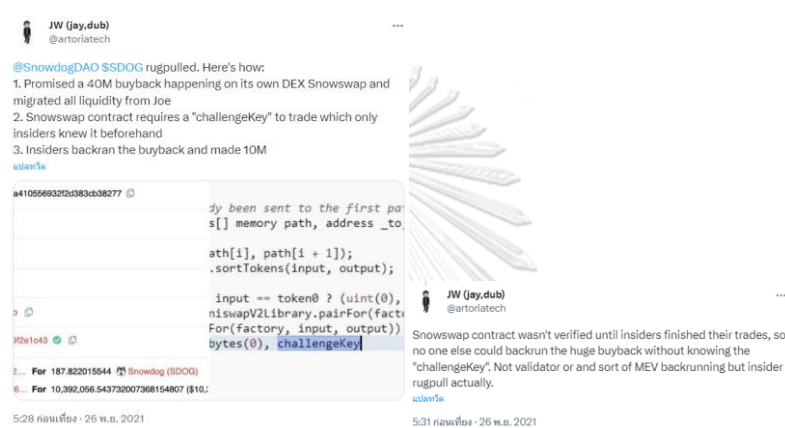 JW (jay,dub)
@artoriatech
@SnowdogDAO $SDOG rugpulled. Here's how:
1. Promised a 40M buyback happening on its own DEX Snowswap and
migrated all liquidity from Joe
2. Snowswap contract requires a "challengeKey" to trade which only
insiders knew it beforehand
3. Insiders backran the buyback and made 10M
แปลทวีต
a410556932f2d383cb38277
b
9f2e1c43
2... For 187.822015544 Snowdog (SDOG)
6... For 10,392,056.543732007368154807 ($10,
dy been sent to the first pa
s[] memory path, address _to
ath[i], path[i + 1]);
.sortTokens(input, output);
input == token0 ? (uint(0),
niswapV2Library.pairFor(fact
For(factory, input, output))
bytes(0), challengeKey
5:28 ก่อนเที่ยง · 26 พ.ย. 2021
JW (jay,dub)
@artoriatech
Snowswap contract wasn't verified until insiders finished their trades, so
no one else could backrun the huge buyback without knowing the
"challengeKey". Not validator or and sort of MEV backrunning but insider
rugpull actually.
แปลทวีต
5:31 ก่อนเที่ยง · 26 พ.ย. 2021